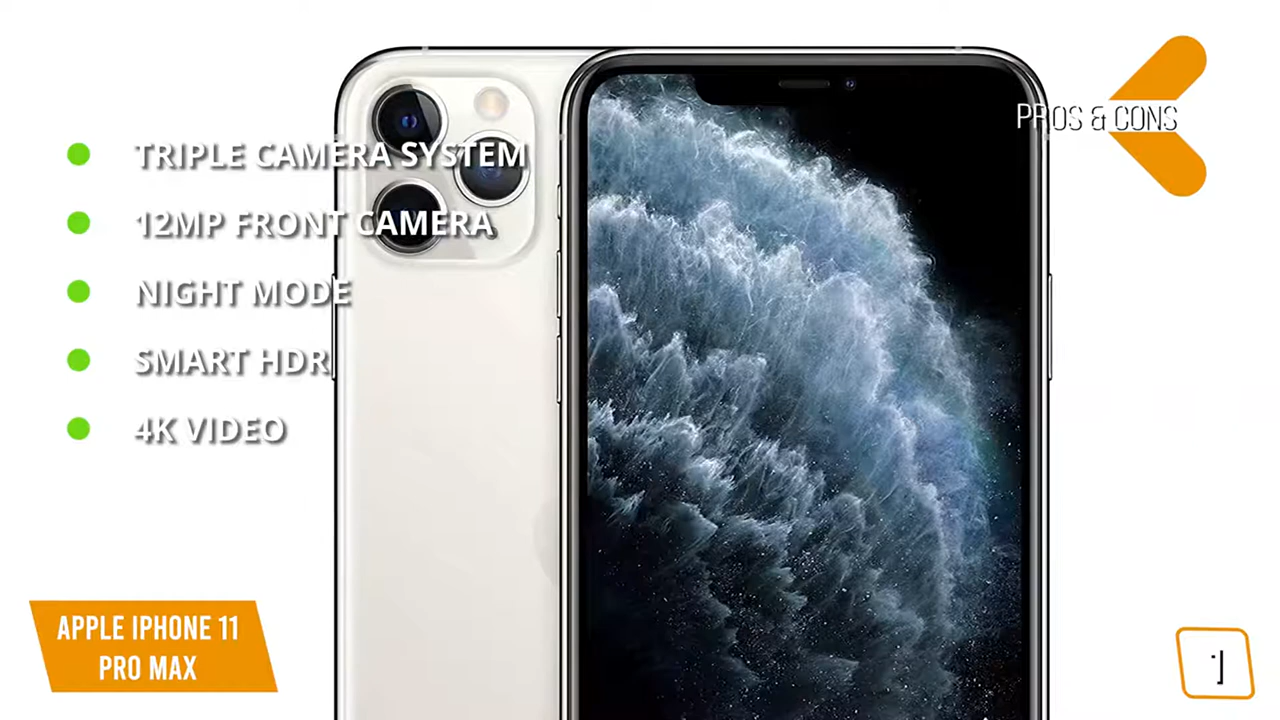 PROS & CONS
TRIPLE CAMERA SYSTEM
12MP FRONT CAMERA
NIGHT MODE
SMART HDR
4K VIDEO
APPLE IPHONE 11
PRO MAX